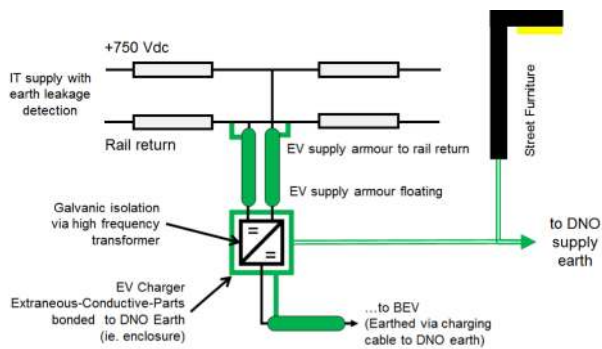 +750 Vdc
IT supply with
earth leakage
detection
Rail return
EV supply armour to rail return
EV supply armour floating
Street Furniture
Galvanic isolation
via high frequency
transformer
to DNO
supply
earth
EV Charger
Extraneous-Conductive-Parts
bonded to DNO Earth
(ie. enclosure)
…to BEV
(Earthed via charging
cable to DNO earth)